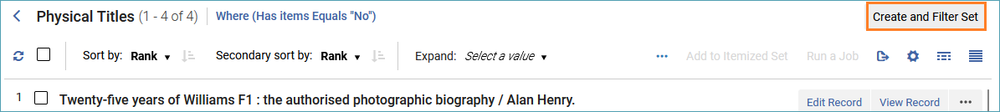 Physical Titles (1 - 4 of 4) Where (Has items Equals "No") Create and Filter Set
Sort by: Rank Secondary sort by: Rank Expand: Select a value Add to Itemized Set Run a Job
1 Twenty-five years of Williams F1 : the authorised photographic biography / Alan Henry. Edit Record View Record